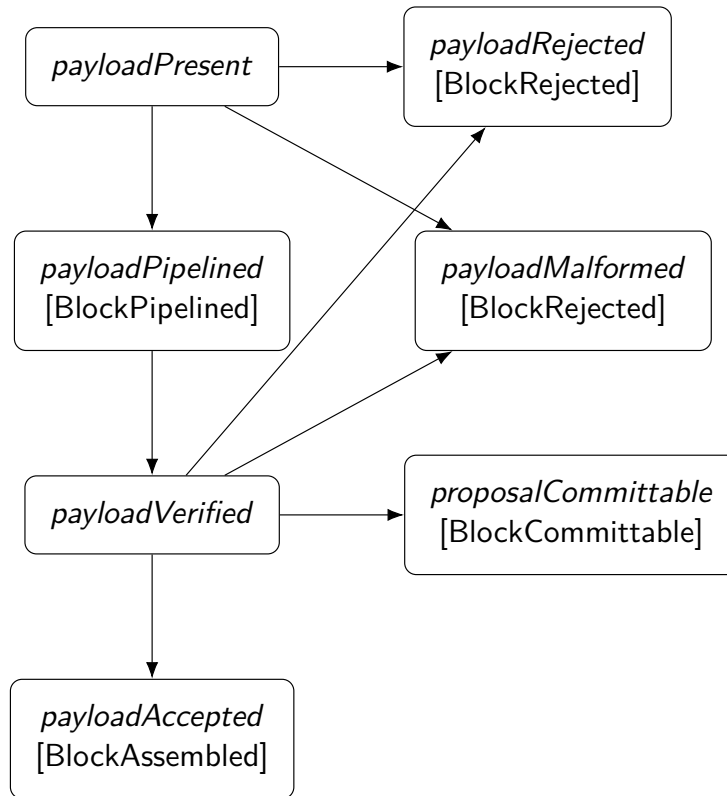 payloadPresent
payloadRejected
[BlockRejected]
payloadPipelined
[BlockPipelined]
payloadMalformed
[BlockRejected]
payloadVerified
proposalCommittable
[BlockCommittable]
payloadAccepted
[BlockAssembled]